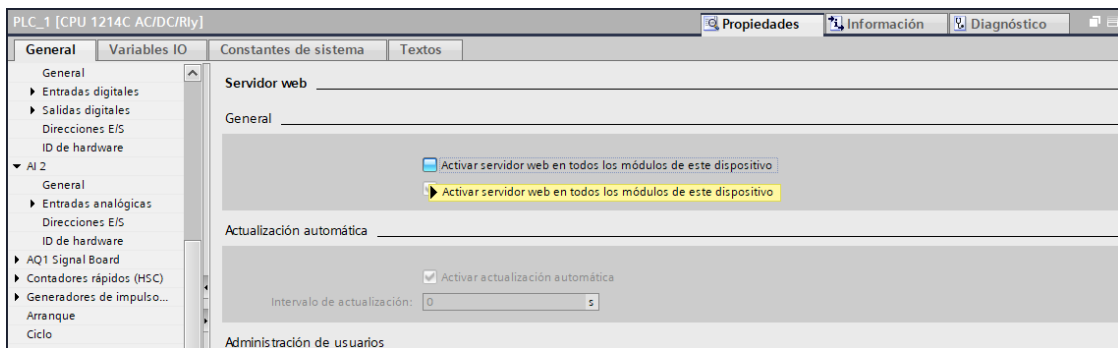 PLC_1 [CPU 1214C AC/DC/Rly]
Propiedades
Información
Diagnóstico
General
Variables IO
Constantes de sistema
Textos
General
Entradas digitales
Salidas digitales
Direcciones E/S
ID de hardware
AI 2
General
Entradas analógicas
Direcciones E/S
ID de hardware
AQ1 Signal Board
Contadores rápidos (HSC)
Generadores de impulso...
Arranque
Ciclo
Servidor web
General
Activar servidor web en todos los módulos de este dispositivo
Activar servidor web en todos los módulos de este dispositivo
Actualización automática
Activar actualización automática
Intervalo de actualización: 0 s
Administración de usuarios